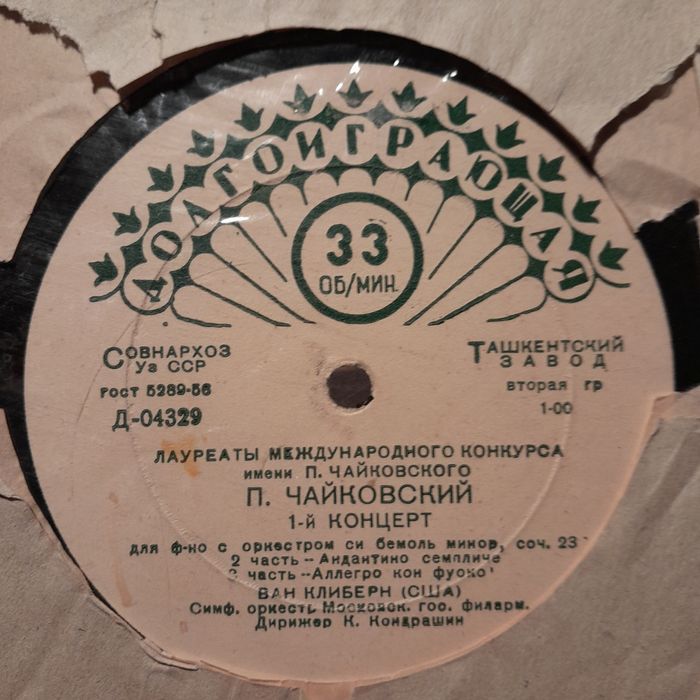 ДОЛГОИГРАЮЩАЯ
33
ОБ/МИН.
СОВНАРХОЗ
Уз ССР
ГОСТ 5289-56
Д-04329
ТАШКЕНТСКИЙ
ЗАВОД
вторая гр
1-00
ЛАУРЕАТЫ МЕЖДУНАРОДНОГО КОНКУРСА
имени П. ЧАЙКОВСКОГО
П. ЧАЙКОВСКИЙ
1-й КОНЦЕРТ
для ф-но с оркестром си бемоль минор, соч. 23
2 часть--Андантино семпличе
3 часть--Аллегро кон фуоко
ВАН КЛИБЕРН (США)
Симф. оркесть Московск. гоо. филарм.
Дирижер К. Кондрашин